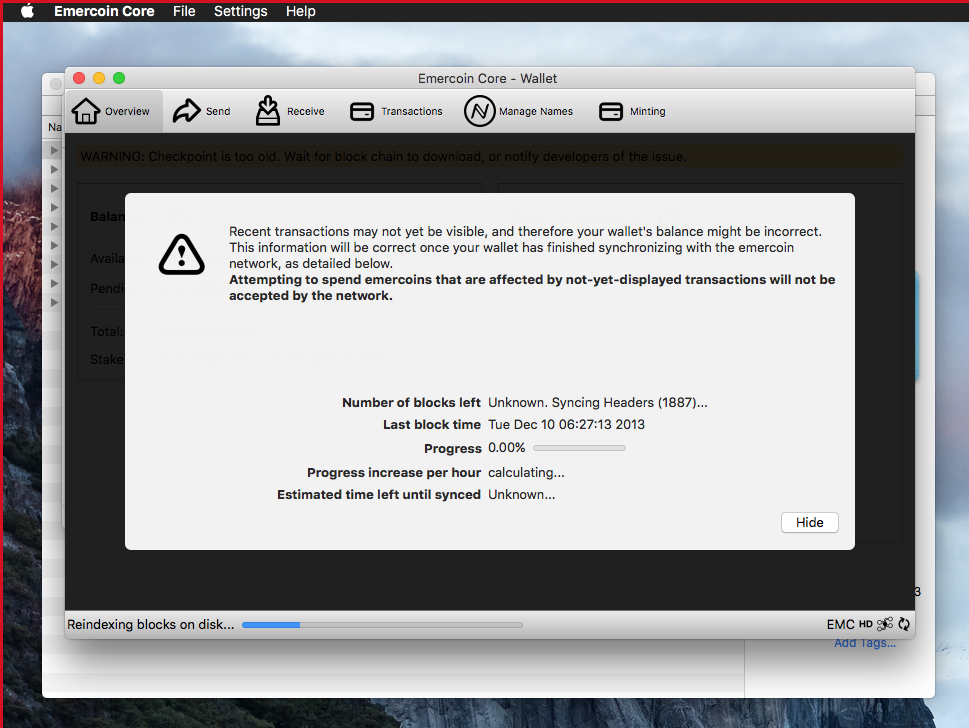 Emercoin Core File Settings Help
Emercoin Core - Wallet
Na
Overview Send Receive Transactions Manage Names Minting
WARNING: Checkpoint is too old. Wait for block chain to download, or notify developers of the issue.
Balan
Availa
Pendi
Total:
Stake
Recent transactions may not yet be visible, and therefore your wallet's balance might be incorrect.
This information will be correct once your wallet has finished synchronizing with the emercoin
network, as detailed below.
Attempting to spend emercoins that are affected by not-yet-displayed transactions will not be
accepted by the network.
Number of blocks left Unknown. Syncing Headers (1887)...
Last block time Tue Dec 10 06:27:13 2013
Progress 0.00%
Progress increase per hour calculating...
Estimated time left until synced Unknown...
Hide
3
Reindexing blocks on disk... EMC HD
Add Tags...